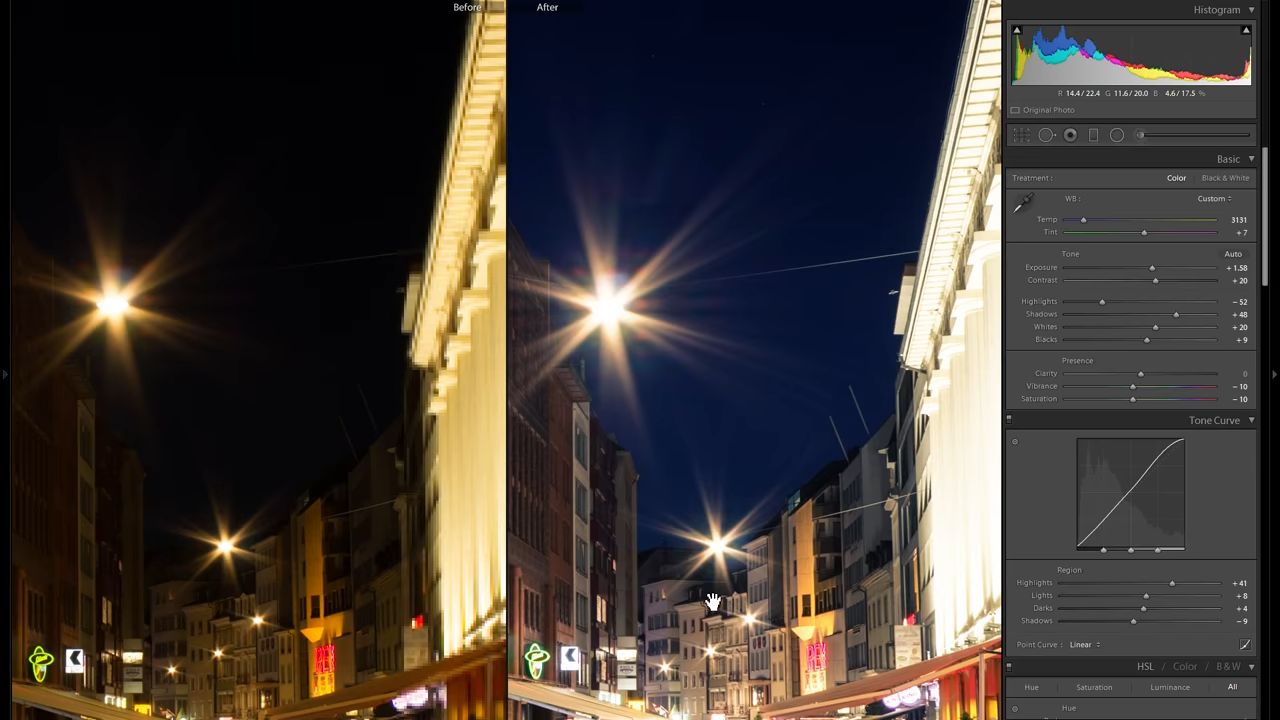 Before
After
Histogram
R 14.4 / 22.4 G 11.6 / 20.0 B 4.6 / 17.5 %
Original Photo
Basic
Treatment : Color Black & White
WB : Custom
Temp 3131
Tint + 7
Tone Auto
Exposure + 1.58
Contrast + 20
Highlights − 52
Shadows + 48
Whites + 20
Blacks + 9
Presence
Clarity 0
Vibrance − 10
Saturation − 10
Tone Curve
Region
Highlights + 41
Lights + 8
Darks + 4
Shadows − 9
Point Curve : Linear
HSL / Color / B & W
Hue Saturation Luminance All
Hue